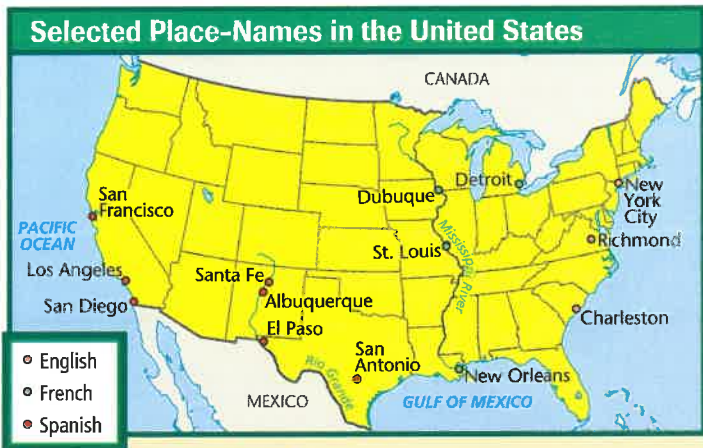 Selected Place-Names in the United States
CANADA
San
Francisco
PACIFIC
OCEAN
Los Angeles
San Diego
Santa Fe
Albuquerque
El Paso
San
Antonio
Rio Grande
MEXICO
GULF OF MEXICO
Dubuque
Detroit
St. Louis
Mississippi River
New
York
City
Richmond
Charleston
New Orleans
English
French
Spanish